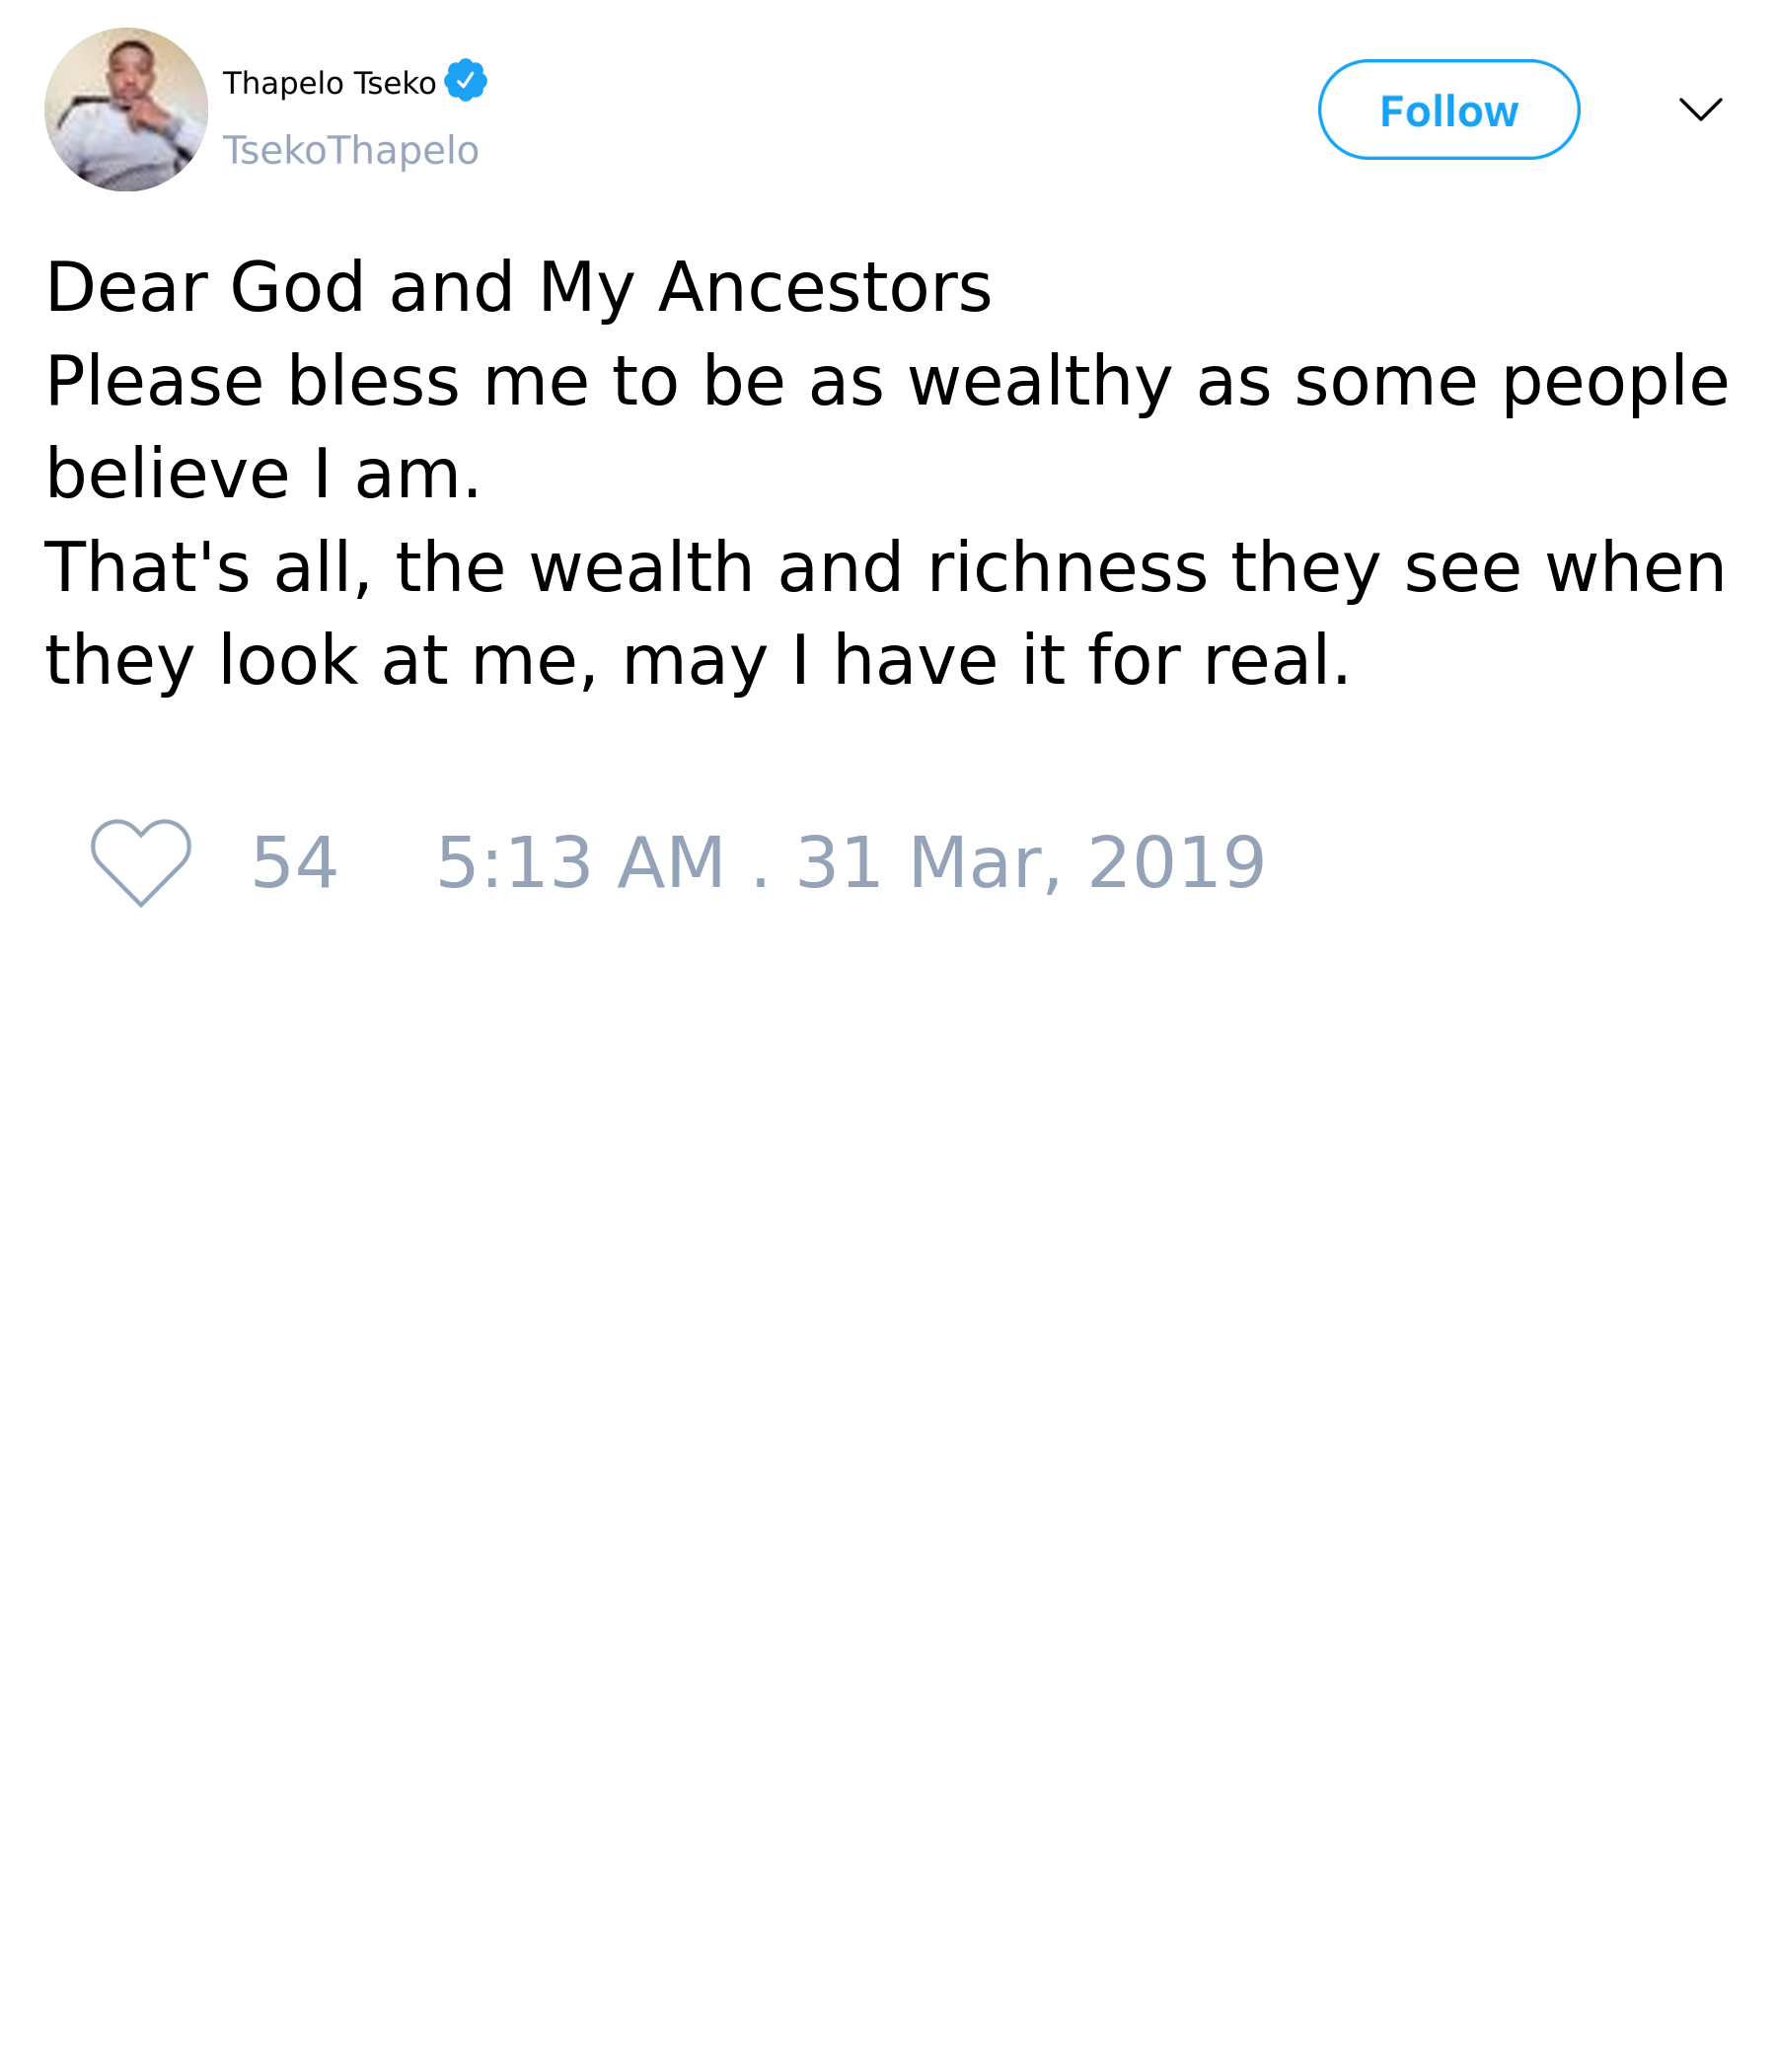 Thapelo Tseko
TsekoThapelo
Follow
Dear God and My Ancestors
Please bless me to be as wealthy as some people
believe I am.
That's all, the wealth and richness they see when
they look at me, may I have it for real.
54 5:13 AM . 31 Mar, 2019